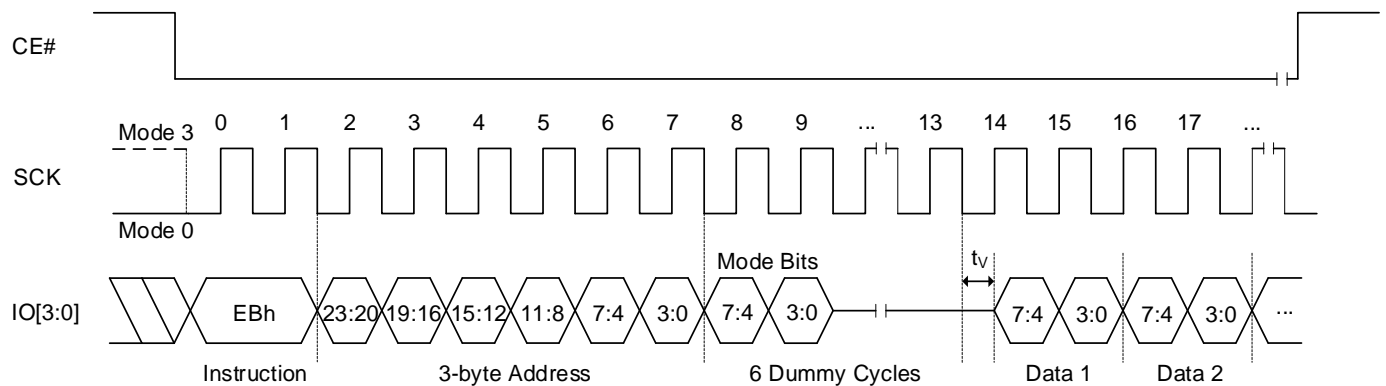 CE#
0 1 2 3 4 5 6 7 8 9 ... 13 14 15 16 17 ...
Mode 3
SCK
Mode 0
Mode Bits
tV
IO[3:0] EBh 23:20 19:16 15:12 11:8 7:4 3:0 7:4 3:0 7:4 3:0 7:4 3:0 ...
Instruction 3-byte Address 6 Dummy Cycles Data 1 Data 2